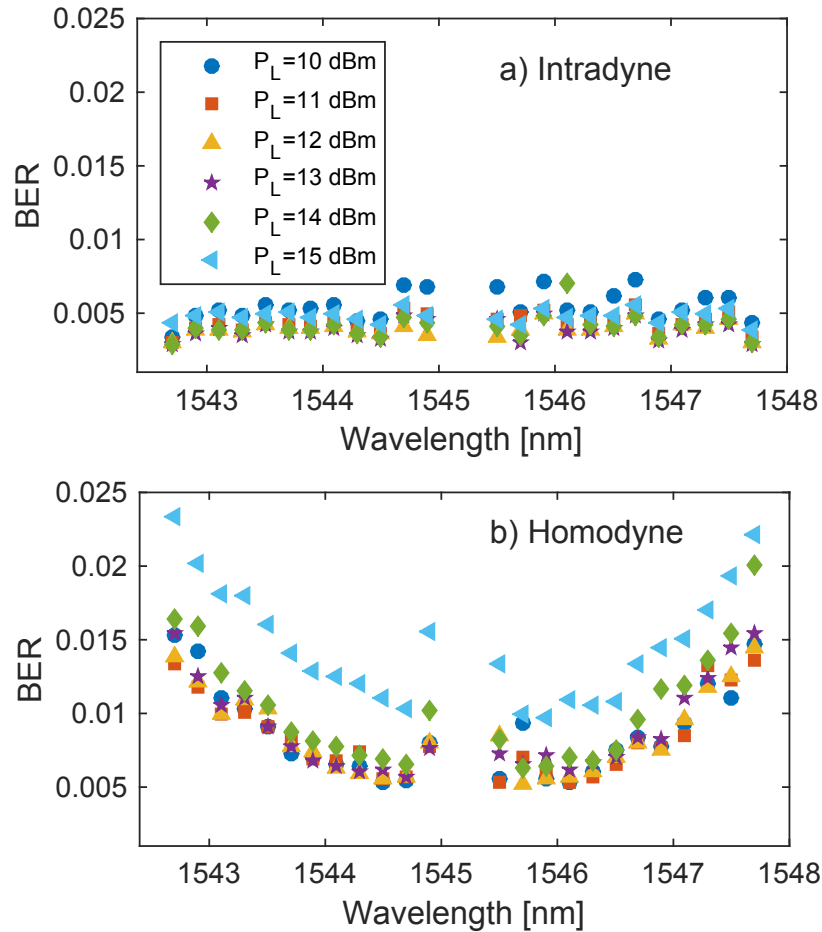 0.025
0.02
0.015
0.01
0.005
BER
P_L=10 dBm
P_L=11 dBm
P_L=12 dBm
P_L=13 dBm
P_L=14 dBm
P_L=15 dBm
a) Intradyne
1543 1544 1545 1546 1547 1548
Wavelength [nm]
0.025
0.02
0.015
0.01
0.005
BER
b) Homodyne
1543 1544 1545 1546 1547 1548
Wavelength [nm]